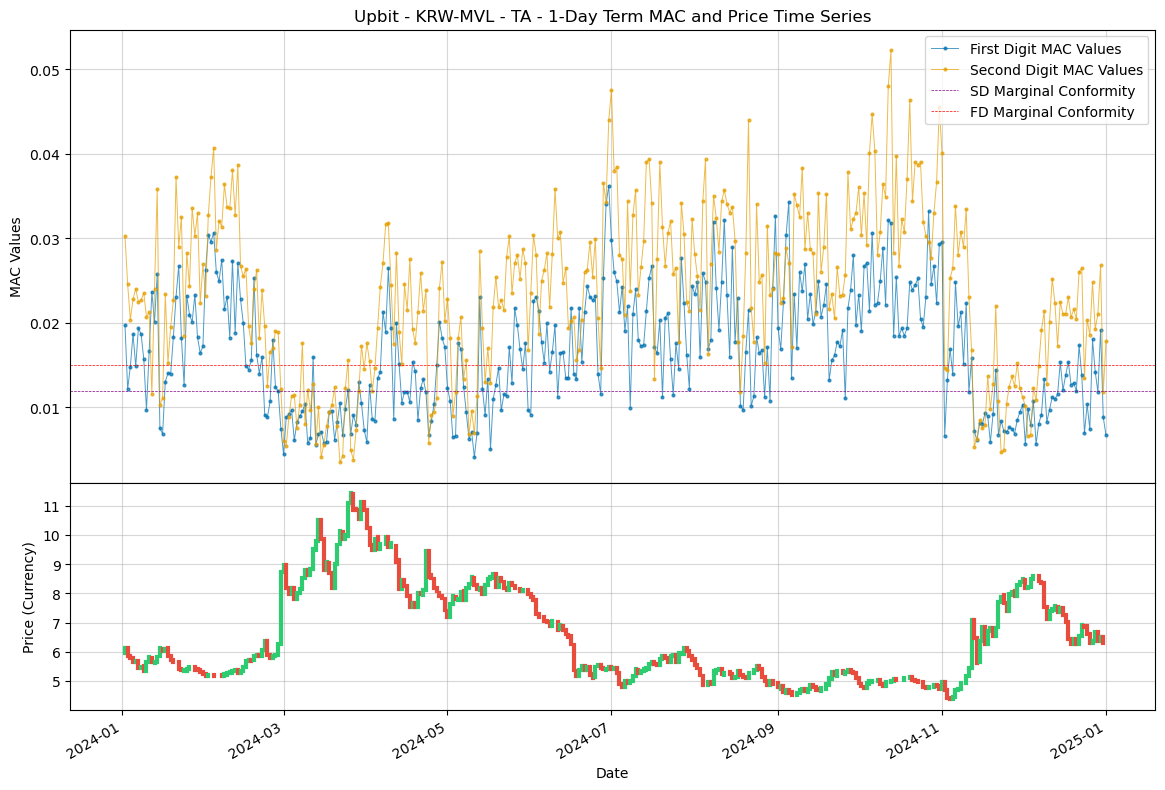 Upbit - KRW-MVL - TA - 1-Day Term MAC and Price Time Series
First Digit MAC Values
Second Digit MAC Values
SD Marginal Conformity
FD Marginal Conformity
MAC Values
0.05
0.04
0.03
0.02
0.01
Price (Currency)
11
10
9
8
7
6
5
2024-01
2024-03
2024-05
2024-07
2024-09
2024-11
2025-01
Date